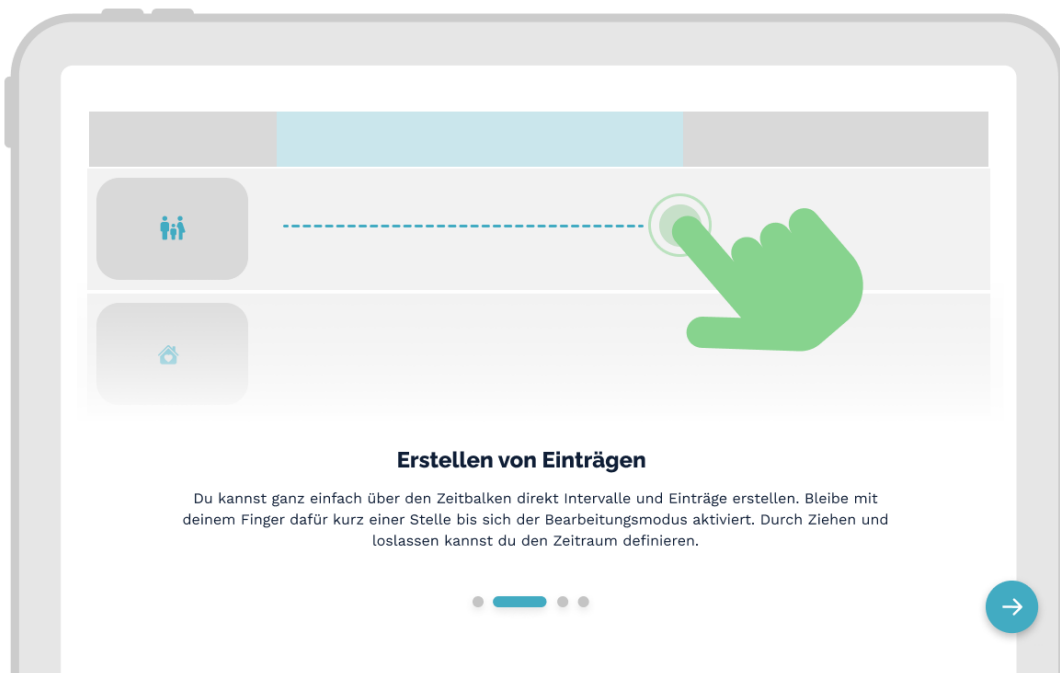 Erstellen von Einträgen
Du kannst ganz einfach über den Zeitbalken direkt Intervalle und Einträge erstellen. Bleibe mit
deinem Finger dafür kurz einer Stelle bis sich der Bearbeitungsmodus aktiviert. Durch Ziehen und
loslassen kannst du den Zeitraum definieren.